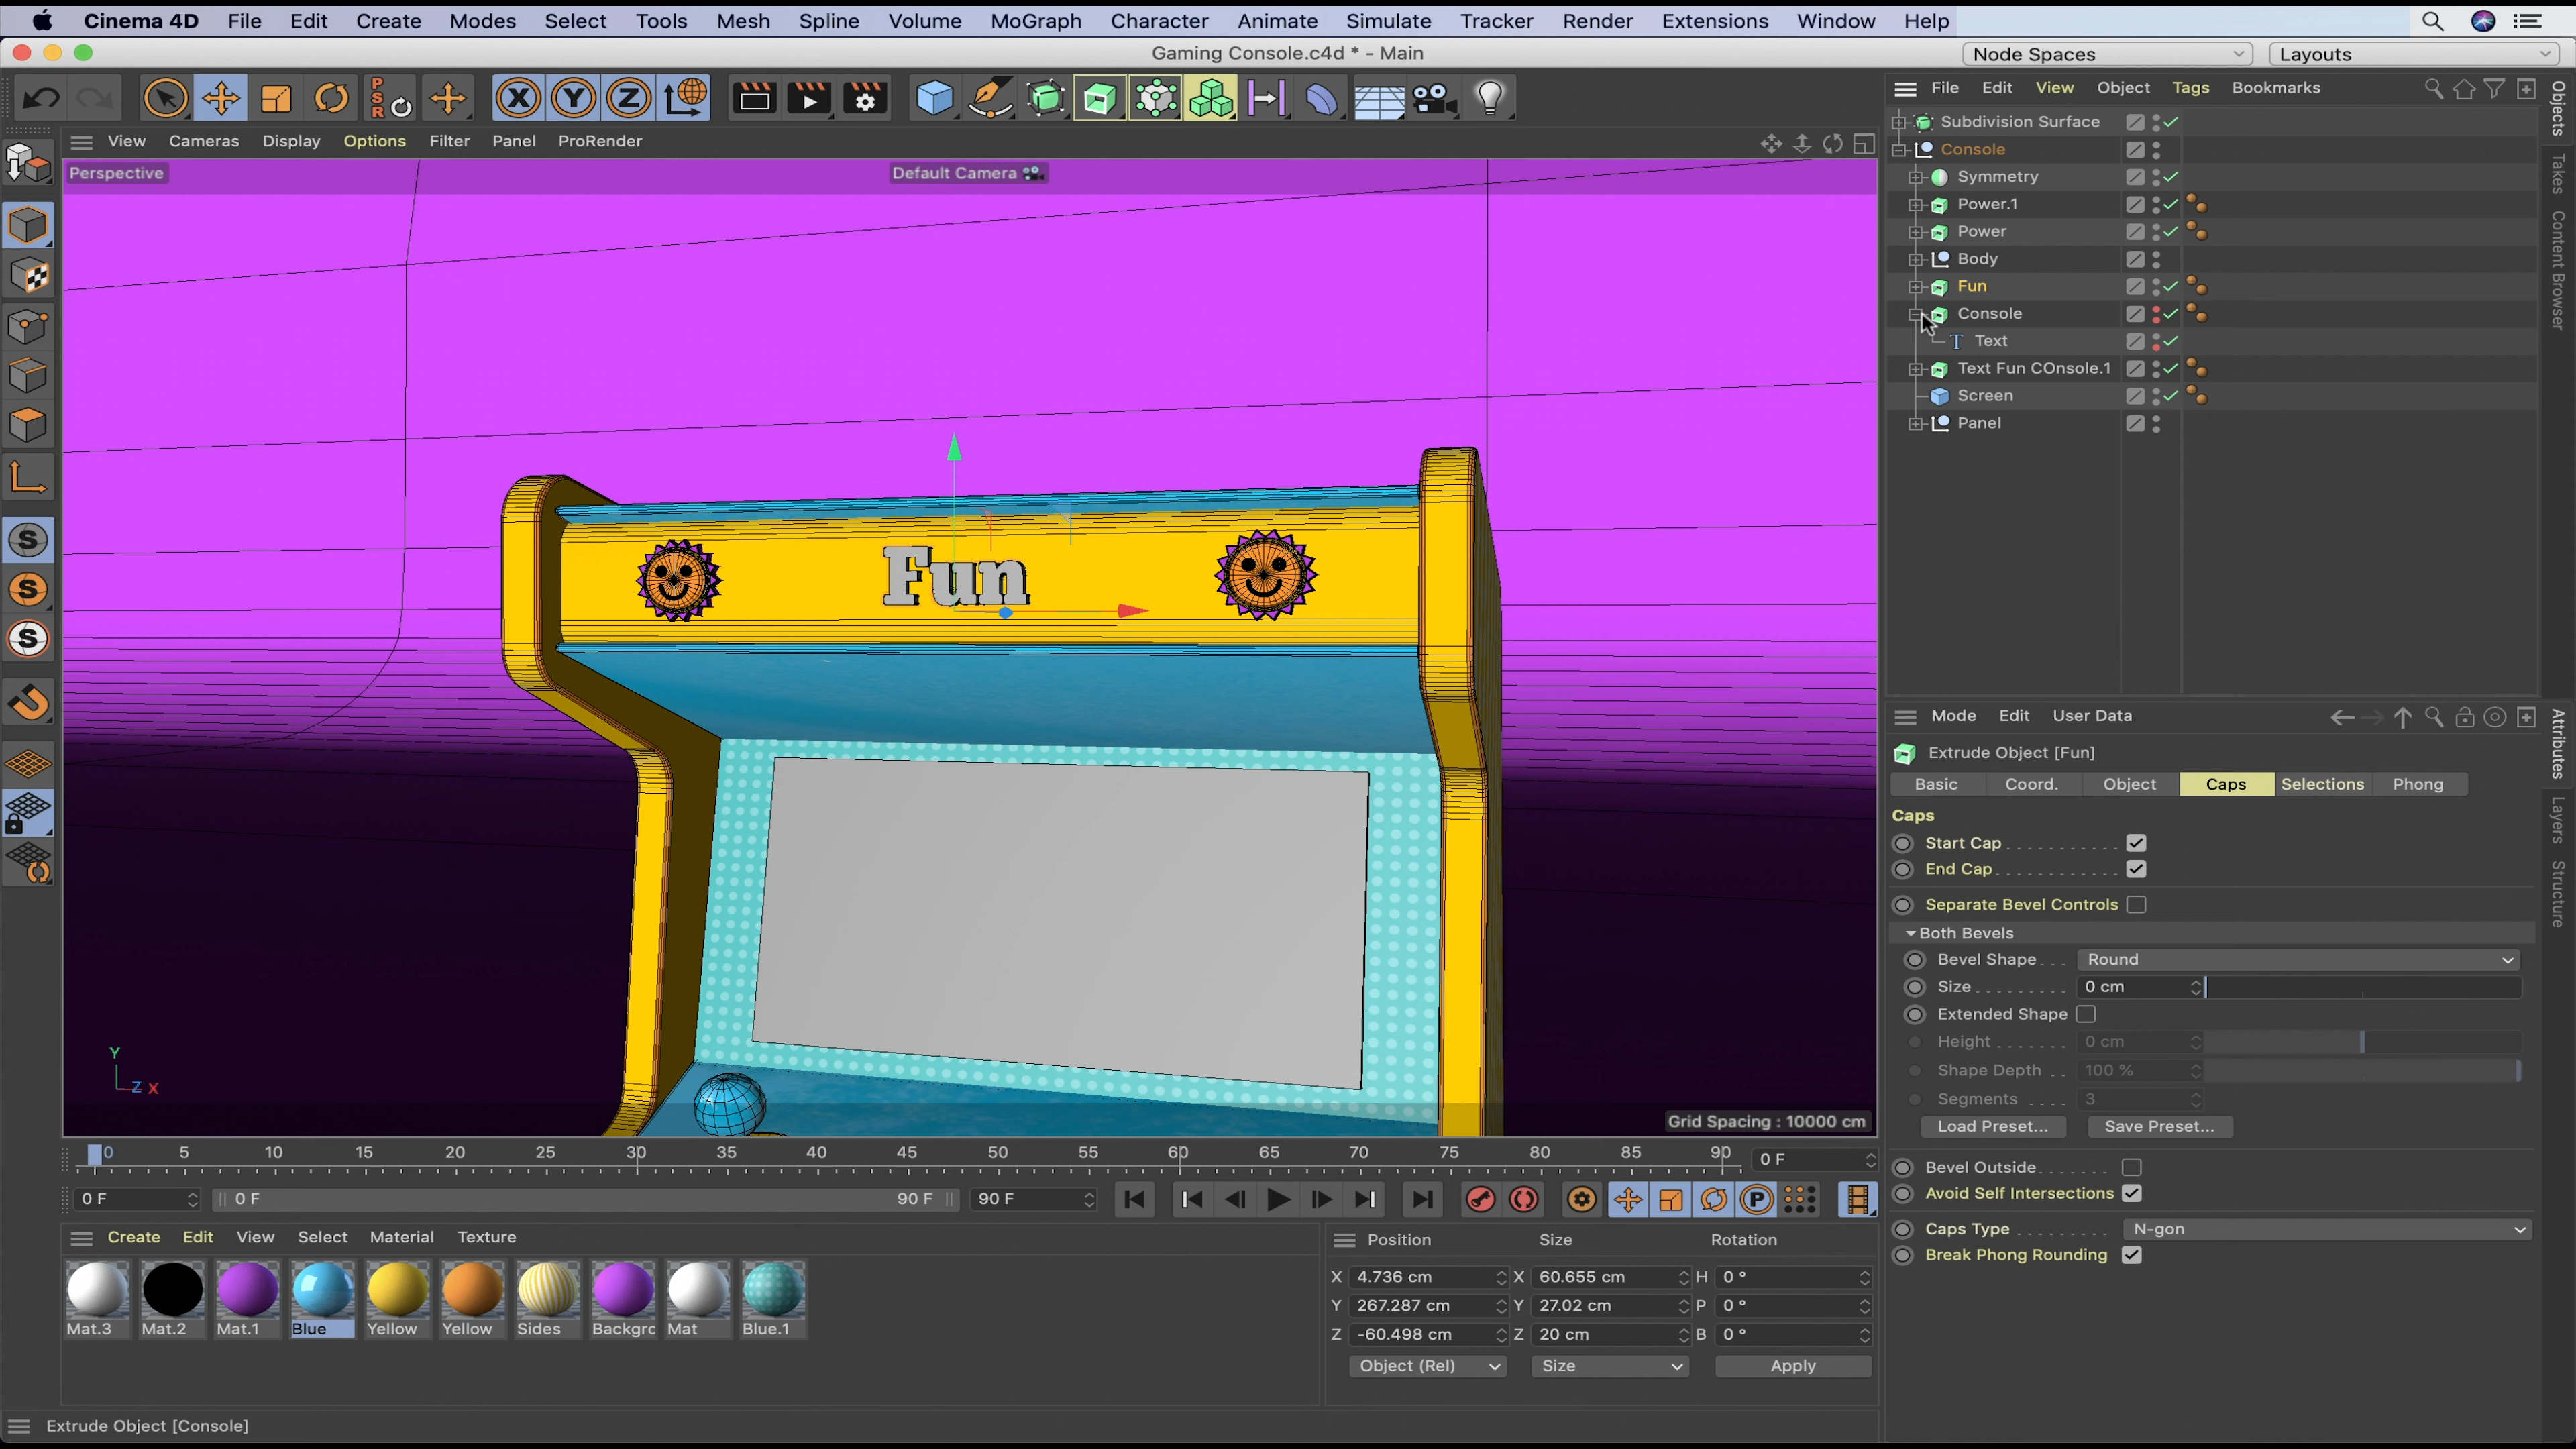 Cinema 4D File Edit Create Modes Select Tools Mesh Spline Volume MoGraph Character Animate Simulate Tracker Render Extensions Window Help
Gaming Console.c4d * - Main
Node Spaces
Layouts
PSR
X Y Z
File Edit View Object Tags Bookmarks
View Cameras Display Options Filter Panel ProRender
Perspective
Default Camera
Subdivision Surface
Console
Symmetry
Power.1
Power
Body
Fun
Console
Text
Text Fun COnsole.1
Screen
Panel
Objects
Takes
Content Browser
Fun
Y
Z X
Grid Spacing : 10000 cm
Mode Edit User Data
Extrude Object [Fun]
Basic Coord. Object Caps Selections Phong
Caps
Start Cap
End Cap
Separate Bevel Controls
Both Bevels
Bevel Shape Round
Size 0 cm
Extended Shape
Height 0 cm
Shape Depth 100 %
Segments 3
Load Preset... Save Preset...
Bevel Outside
Avoid Self Intersections
Caps Type N-gon
Break Phong Rounding
Attributes
Layers
Structure
0 5 10 15 20 25 30 35 40 45 50 55 60 65 70 75 80 85 90 0 F
0 F 0 F 90 F 90 F
Create Edit View Select Material Texture
Mat.3 Mat.2 Mat.1 Blue Yellow Yellow Sides Backgrc Mat Blue.1
Position Size Rotation
X 4.736 cm X 60.655 cm H 0 °
Y 267.287 cm Y 27.02 cm P 0 °
Z -60.498 cm Z 20 cm B 0 °
Object (Rel) Size Apply
Extrude Object [Console]